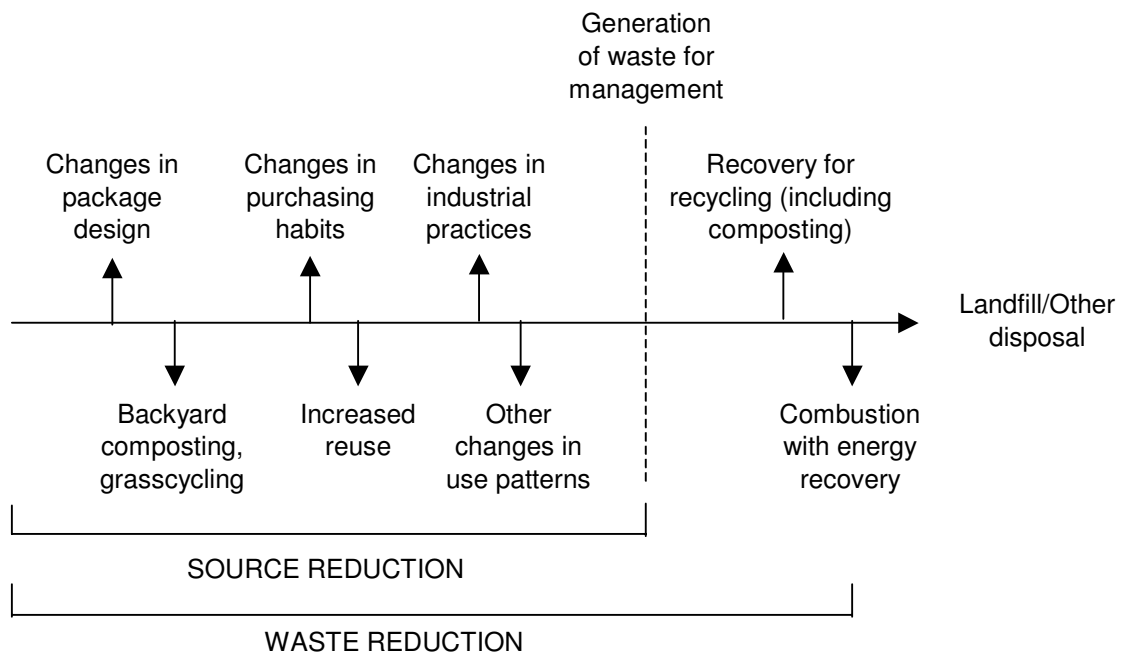 Generation
of waste for
management
Changes in
package
design
Changes in
purchasing
habits
Changes in
industrial
practices
Recovery for
recycling (including
composting)
Landfill/Other
disposal
Backyard
composting,
grasscycling
Increased
reuse
Other
changes in
use patterns
Combustion
with energy
recovery
SOURCE REDUCTION
WASTE REDUCTION